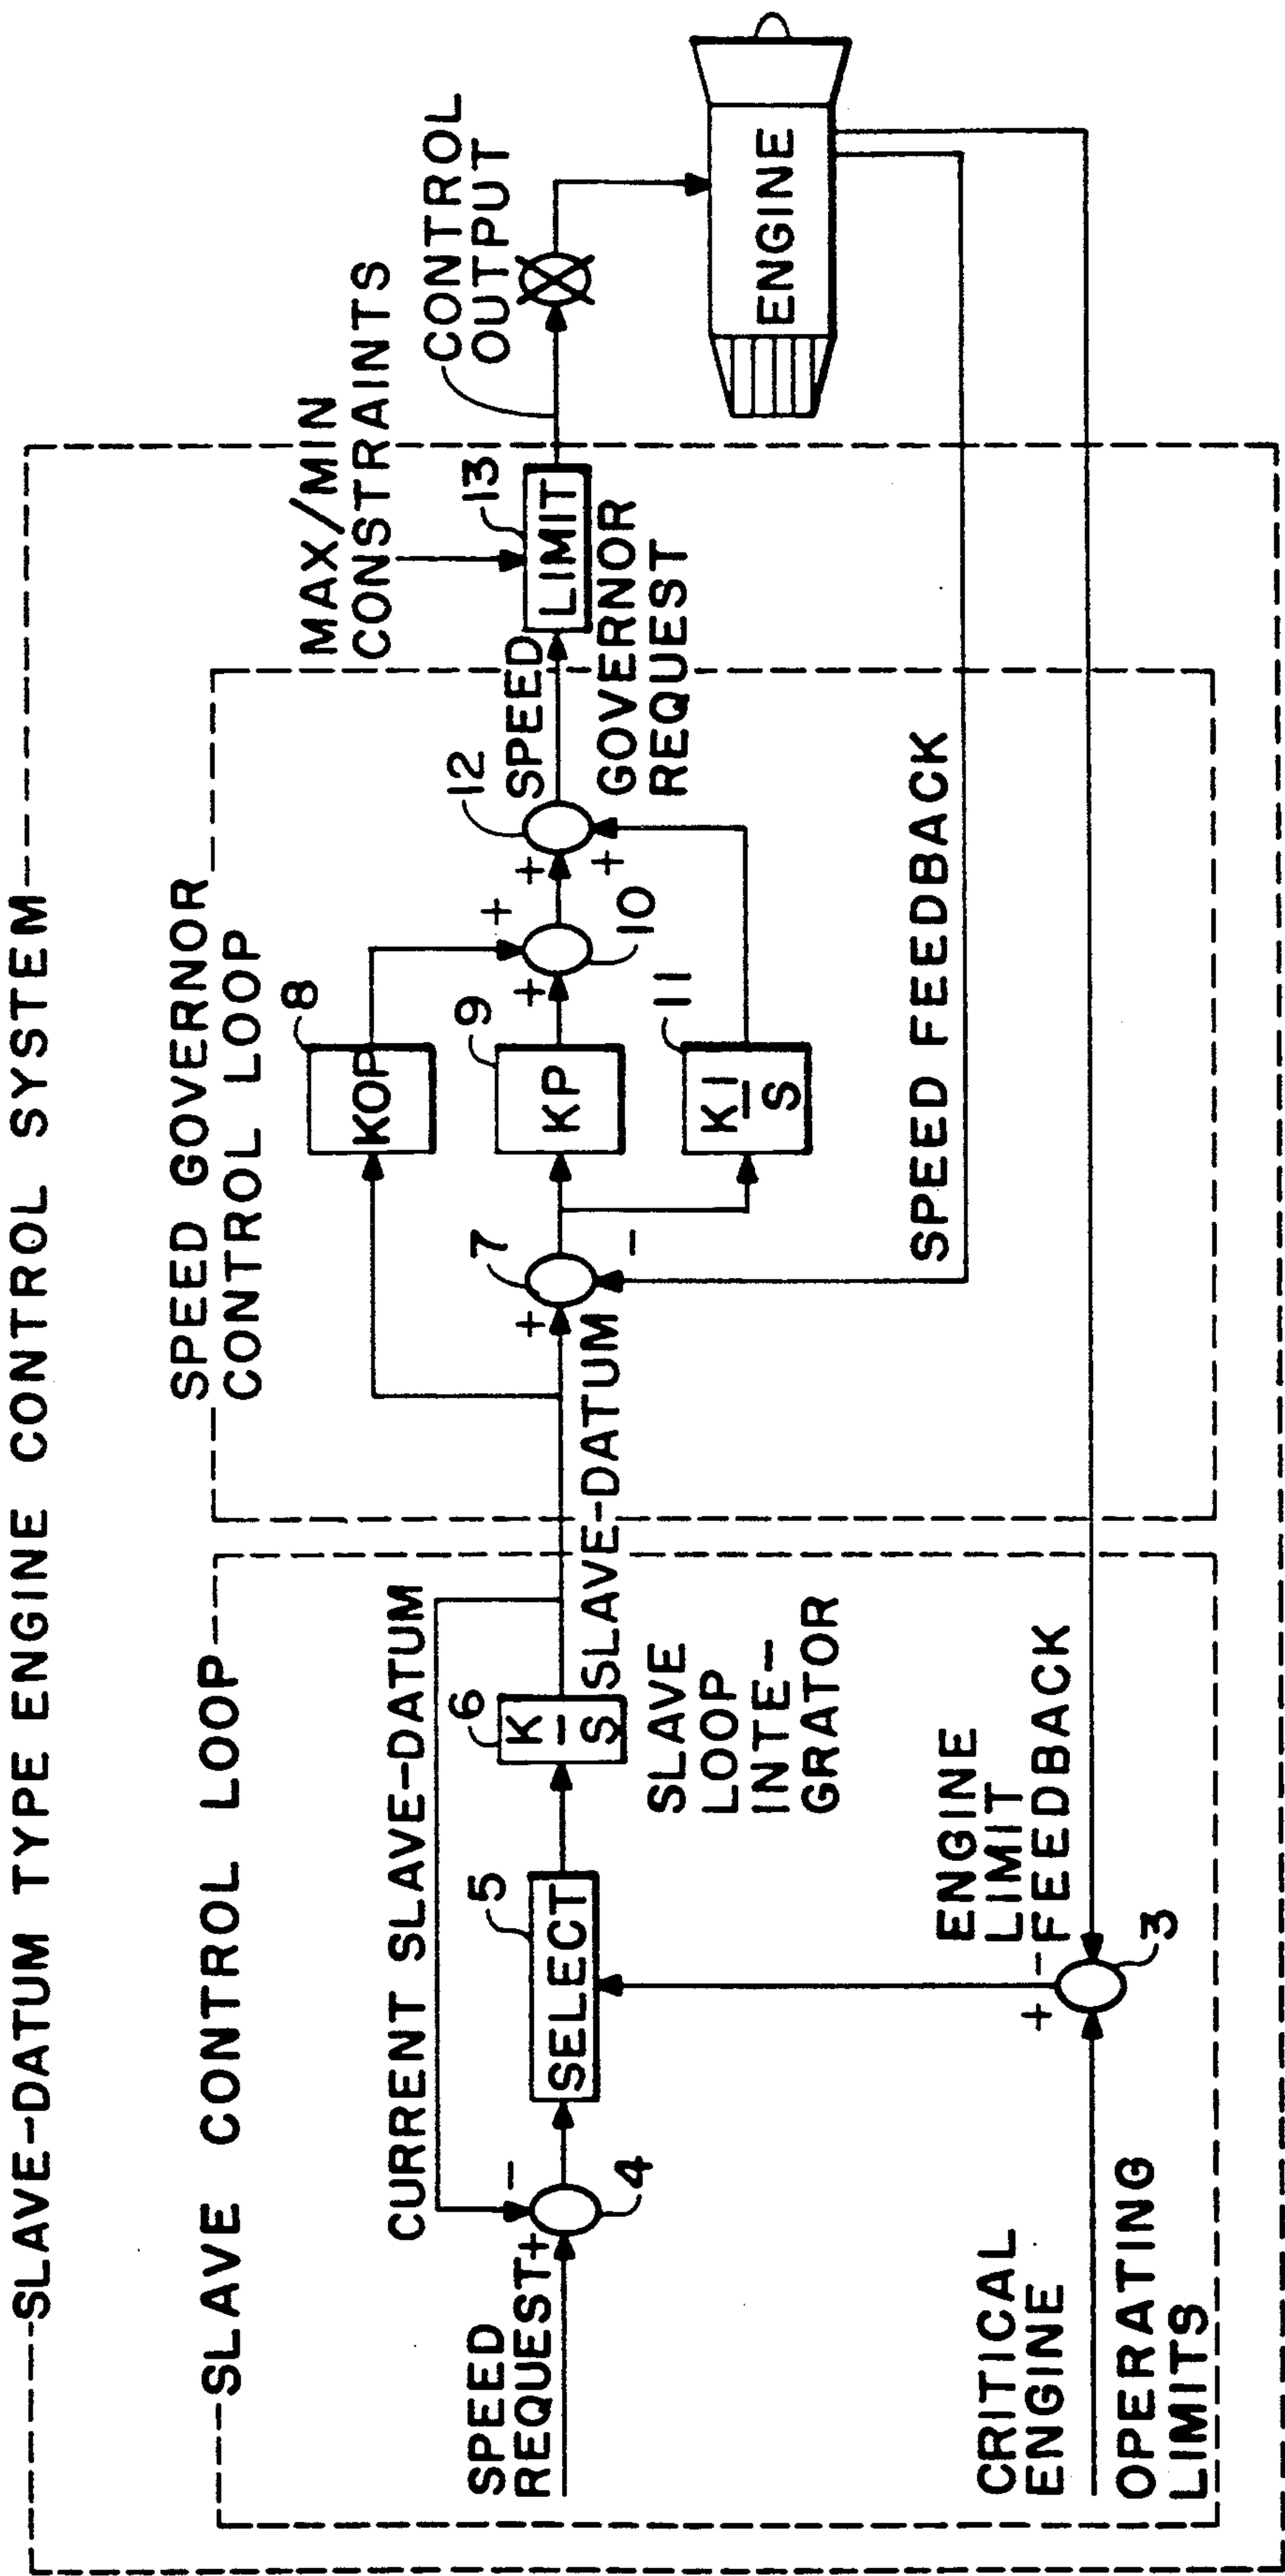 SLAVE-DATUM TYPE ENGINE CONTROL SYSTEM
SLAVE CONTROL LOOP
SPEED GOVERNOR
CONTROL LOOP
MAX/MIN
CONSTRAINTS
CONTROL
OUTPUT
CURRENT SLAVE-DATUM
SPEED
REQUEST
+
-
4
SELECT
5
K
S
6
SLAVE-DATUM
SLAVE
LOOP
INTE-
GRATOR
+
-
7
KOP
8
KP
9
KI
S
11
+
+
10
+
+
12
SPEED
GOVERNOR
REQUEST
LIMIT
13
ENGINE
SPEED FEEDBACK
ENGINE
LIMIT
FEEDBACK
+
-
3
CRITICAL
ENGINE
OPERATING
LIMITS